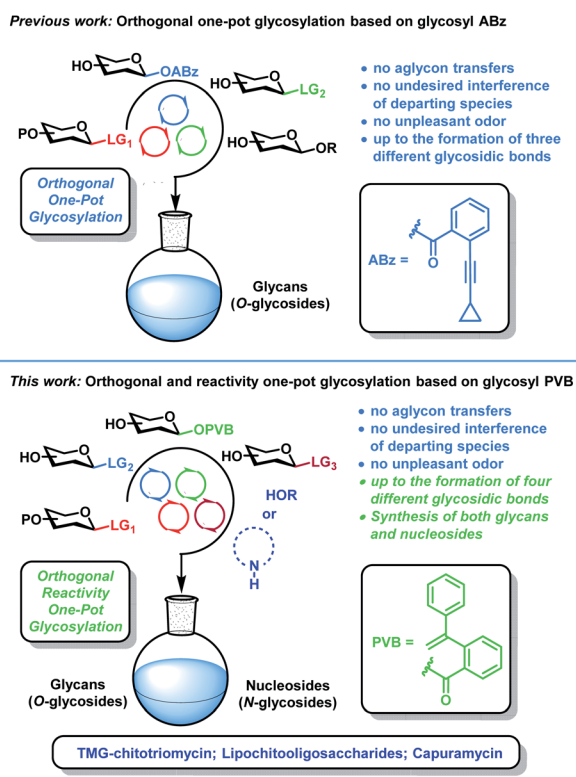 Previous work: Orthogonal one-pot glycosylation based on glycosyl ABz
HO
O
OABz
HO
O
LG2
PO
O
LG1
HO
O
OR
• no aglycon transfers
• no undesired interference
of departing species
• no unpleasant odor
• up to the formation of three
different glycosidic bonds
Orthogonal
One-Pot
Glycosylation
Glycans
(O-glycosides)
ABz =
O
This work: Orthogonal and reactivity one-pot glycosylation based on glycosyl PVB
HO
O
OPVB
HO
O
LG2
HO
O
LG3
PO
O
LG1
HOR
or
N
H
• no aglycon transfers
• no undesired interference
of departing species
• no unpleasant odor
• up to the formation of four
different glycosidic bonds
• Synthesis of both glycans
and nucleosides
Orthogonal
Reactivity
One-Pot
Glycosylation
Glycans
(O-glycosides)
Nucleosides
(N-glycosides)
PVB =
O
TMG-chitotriomycin; Lipochitooligosaccharides; Capuramycin